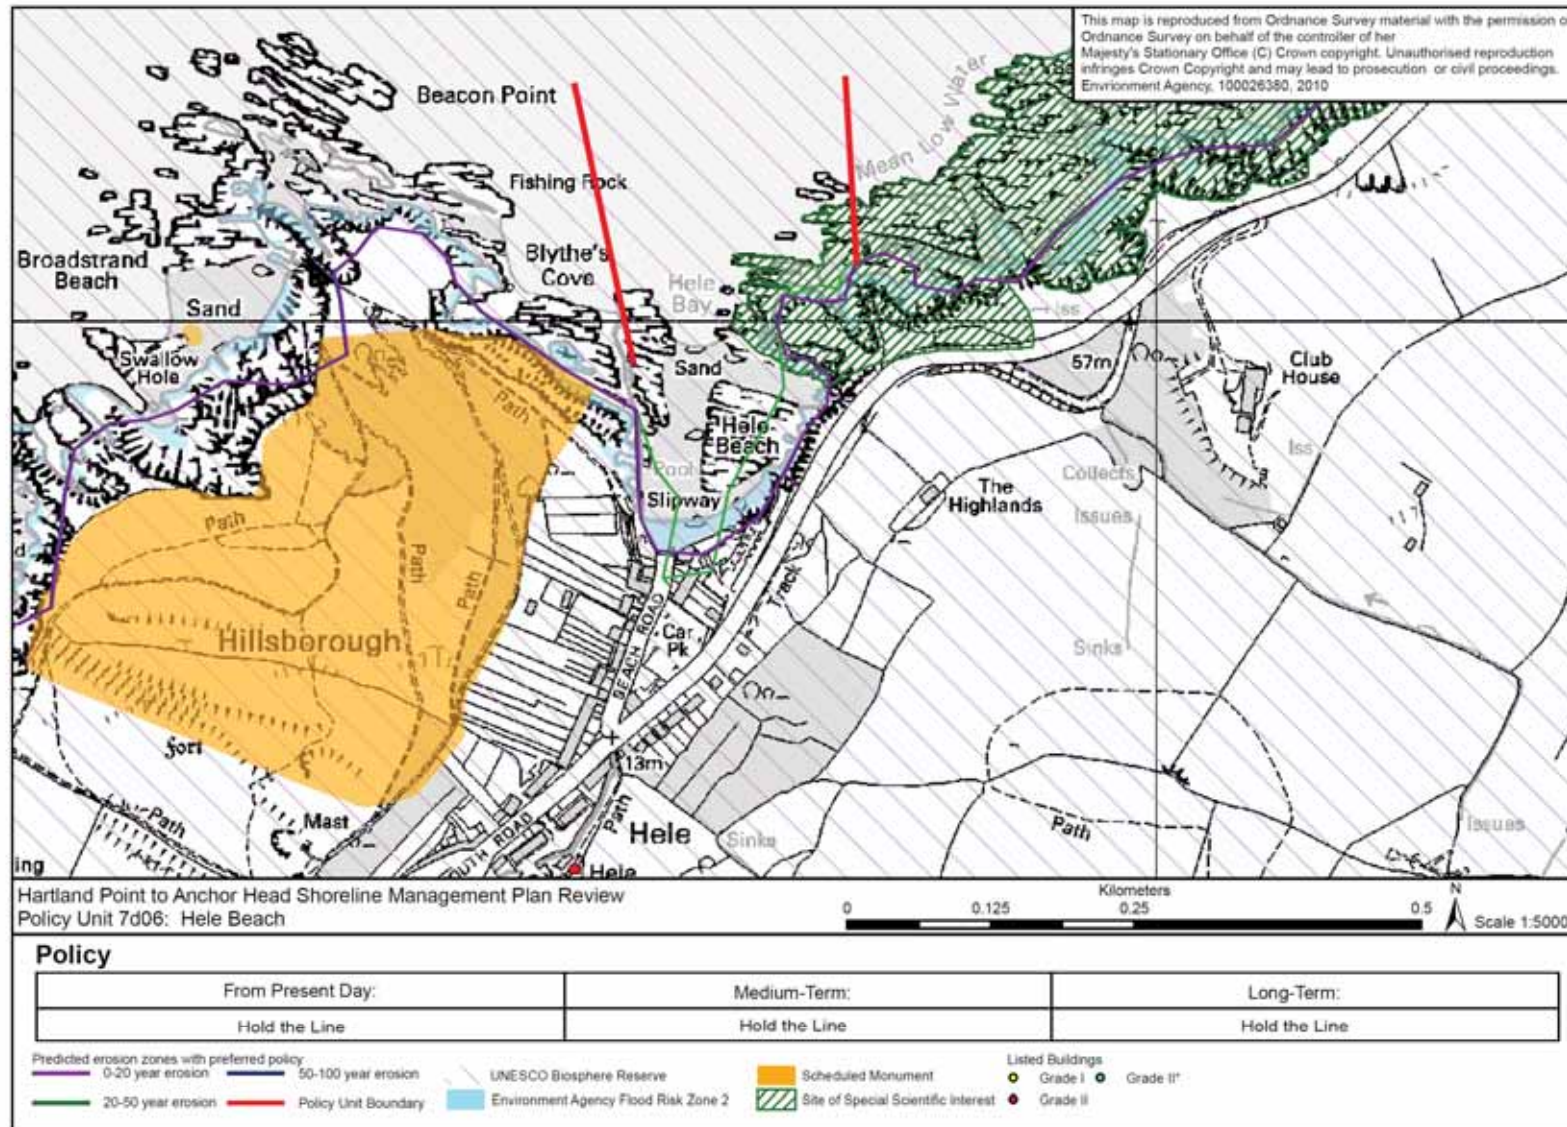 This map is reproduced from Ordnance Survey material with the permission o
Ordnance Survey on behalf of the controller of her
Majesty's Stationary Office (C) Crown copyright. Unauthorised reproduction
infringes Crown Copyright and may lead to prosecution or civil proceedings.
Envrionment Agency, 100026380, 2010
Beacon Point
Mean Low Water
Fishing Rock
Broadstrand
Beach
Blythe's
Cove
Hele
Bay
Sand
Iss
Swallow
Hole
Sand
57m
Club
House
Path
Hele
Beach
Iss
Pool
Collects
Slipway
The
Highlands
Path
Issues
Path
Path
Track
Hillsborough
BEACH ROAD
Car
Pk
Sinks
Fort
13m
Mast
Path
Path
Hele
Sinks
Path
Issues
ing
OUTH ROAD
Hele
Hartland Point to Anchor Head Shoreline Management Plan Review
Policy Unit 7d06: Hele Beach
Kilometers
0 0.125 0.25 0.5
N
Scale 1:5000
Policy
From Present Day: Medium-Term: Long-Term:
Hold the Line Hold the Line Hold the Line
Predicted erosion zones with preferred policy
0-20 year erosion 50-100 year erosion
20-50 year erosion Policy Unit Boundary
UNESCO Biosphere Reserve
Environment Agency Flood Risk Zone 2
Scheduled Monument
Site of Special Scientific Interest
Listed Buildings
Grade I Grade II*
Grade II